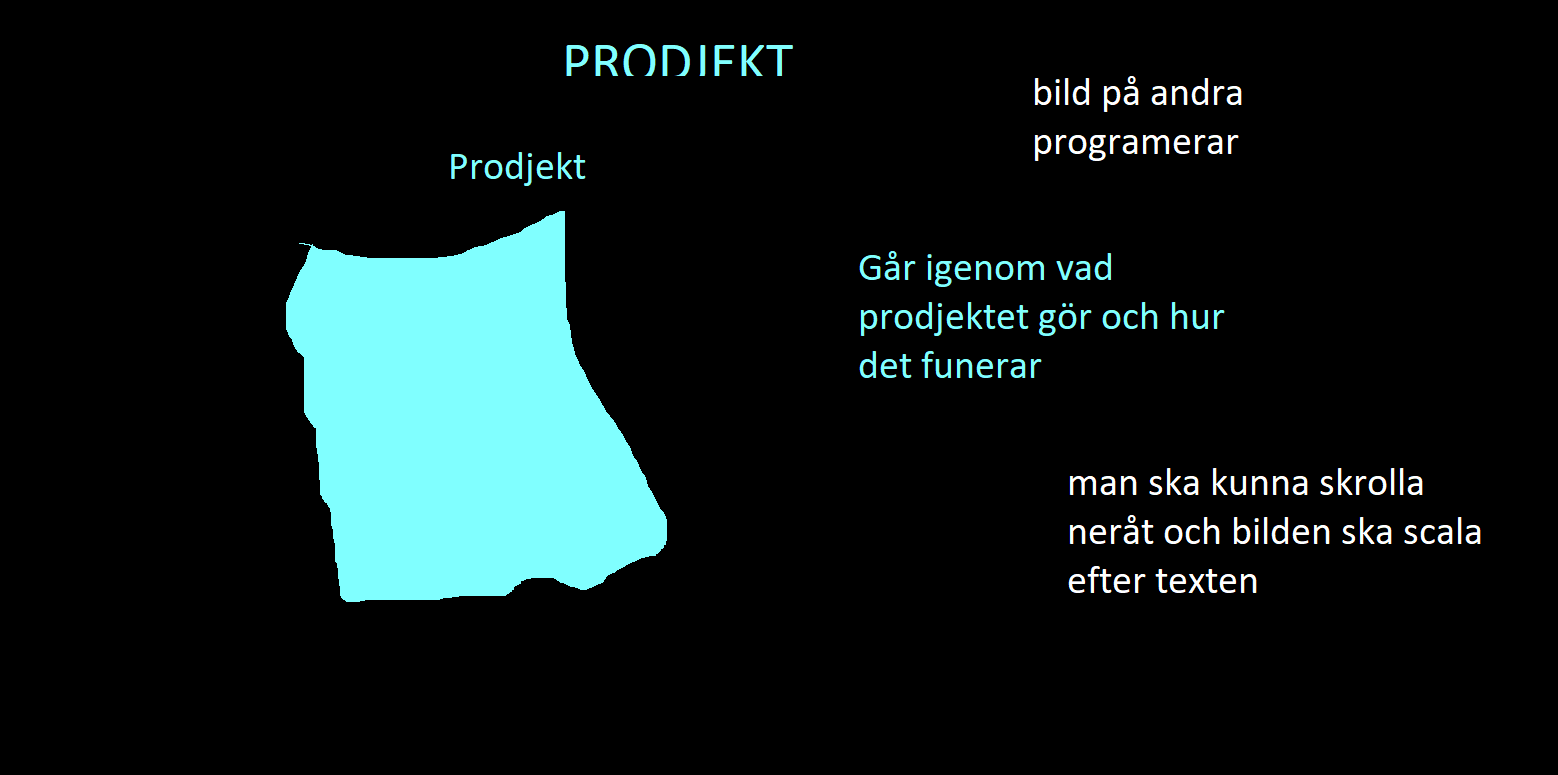 PRODJEKT
bild på andra
programerar
Prodjekt
Går igenom vad
prodjektet gör och hur
det funerar
man ska kunna skrolla
neråt och bilden ska scala
efter texten